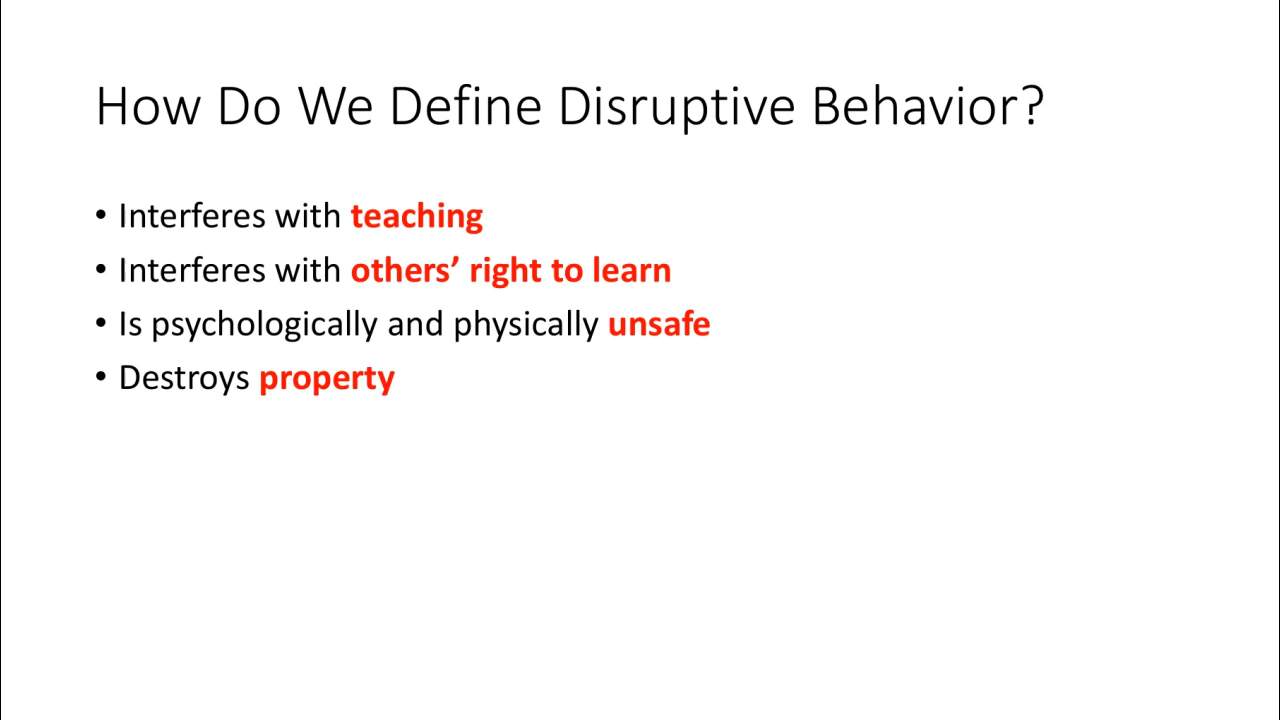 How Do We Define Disruptive Behavior?
• Interferes with teaching
• Interferes with others’ right to learn
• Is psychologically and physically unsafe
• Destroys property